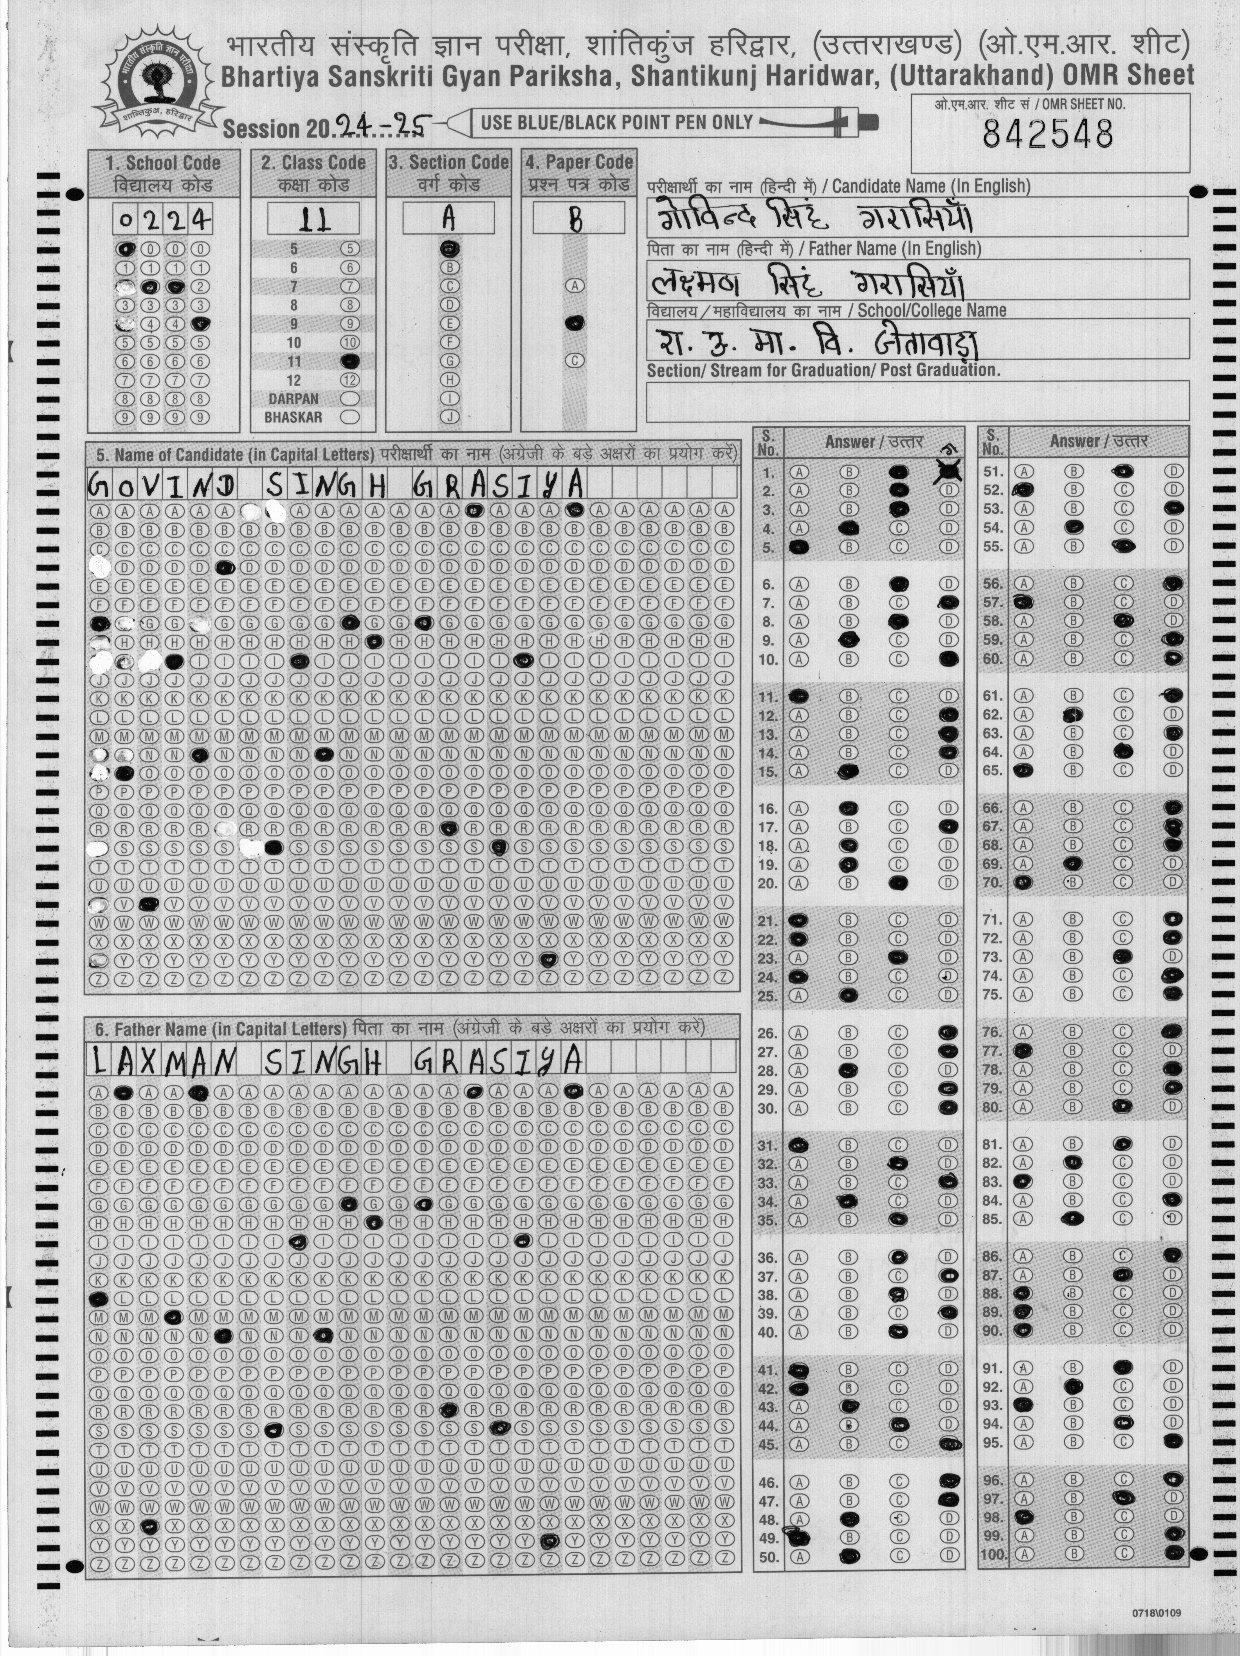 भारतीय संस्कृति ज्ञान परीक्षा, शांतिकुंज हरिद्वार, (उत्तराखण्ड) (ओ.एम.आर. शीट)
Bhartiya Sanskriti Gyan Pariksha, Shantikunj Haridwar, (Uttarakhand) OMR Sheet
Session 2024-25
USE BLUE/BLACK POINT PEN ONLY
ओ.एम.आर. शीट सं / OMR SHEET NO.
842548
1. School Code
विद्यालय कोड
0224
2. Class Code
कक्षा कोड
11
5
6
7
8
9
10
11
12
DARPAN
BHASKAR
3. Section Code
वर्ग कोड
A
4. Paper Code
प्रश्न पत्र कोड
B
परीक्षार्थी का नाम (हिन्दी में) / Candidate Name (In English)
गोविन्द सिहं गरासियाँ
पिता का नाम (हिन्दी में) / Father Name (In English)
लक्ष्मण सिहं गरासियाँ
विद्यालय / महाविद्यालय का नाम / School/College Name
रा. उ. मा. वि. जेतावाड़ा
Section/ Stream for Graduation/ Post Graduation.
5. Name of Candidate (in Capital Letters) परीक्षार्थी का नाम (अंग्रेजी के बड़े अक्षरों का प्रयोग करें)
GOVIND SINGH GRASIYA
6. Father Name (in Capital Letters) पिता का नाम (अंग्रेजी के बड़े अक्षरों का प्रयोग करें)
LAXMAN SINGH GRASIYA
S. No. Answer / उत्तर
S. No. Answer / उत्तर
0718\0109